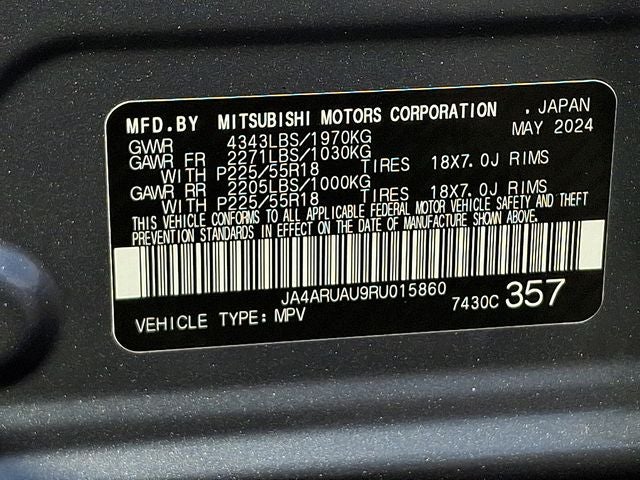 MFD.BY MITSUBISHI MOTORS CORPORATION , JAPAN
GVWR 4343LBS/1970KG MAY 2024
GAWR FR 2271LBS/1030KG
WITH P225/55R18 TIRES 18X7.0J RIMS
GAWR RR 2205LBS/1000KG
WITH P225/55R18 TIRES 18X7.0J RIMS
THIS VEHICLE CONFORMS TO ALL APPLICABLE FEDERAL MOTOR VEHICLE SAFETY AND THEFT
PREVENTION STANDARDS IN EFFECT ON THE DATE OF MANUFACTURE SHOWN ABOVE.
JA4ARUAU9RU015860
VEHICLE TYPE: MPV 7430C 357